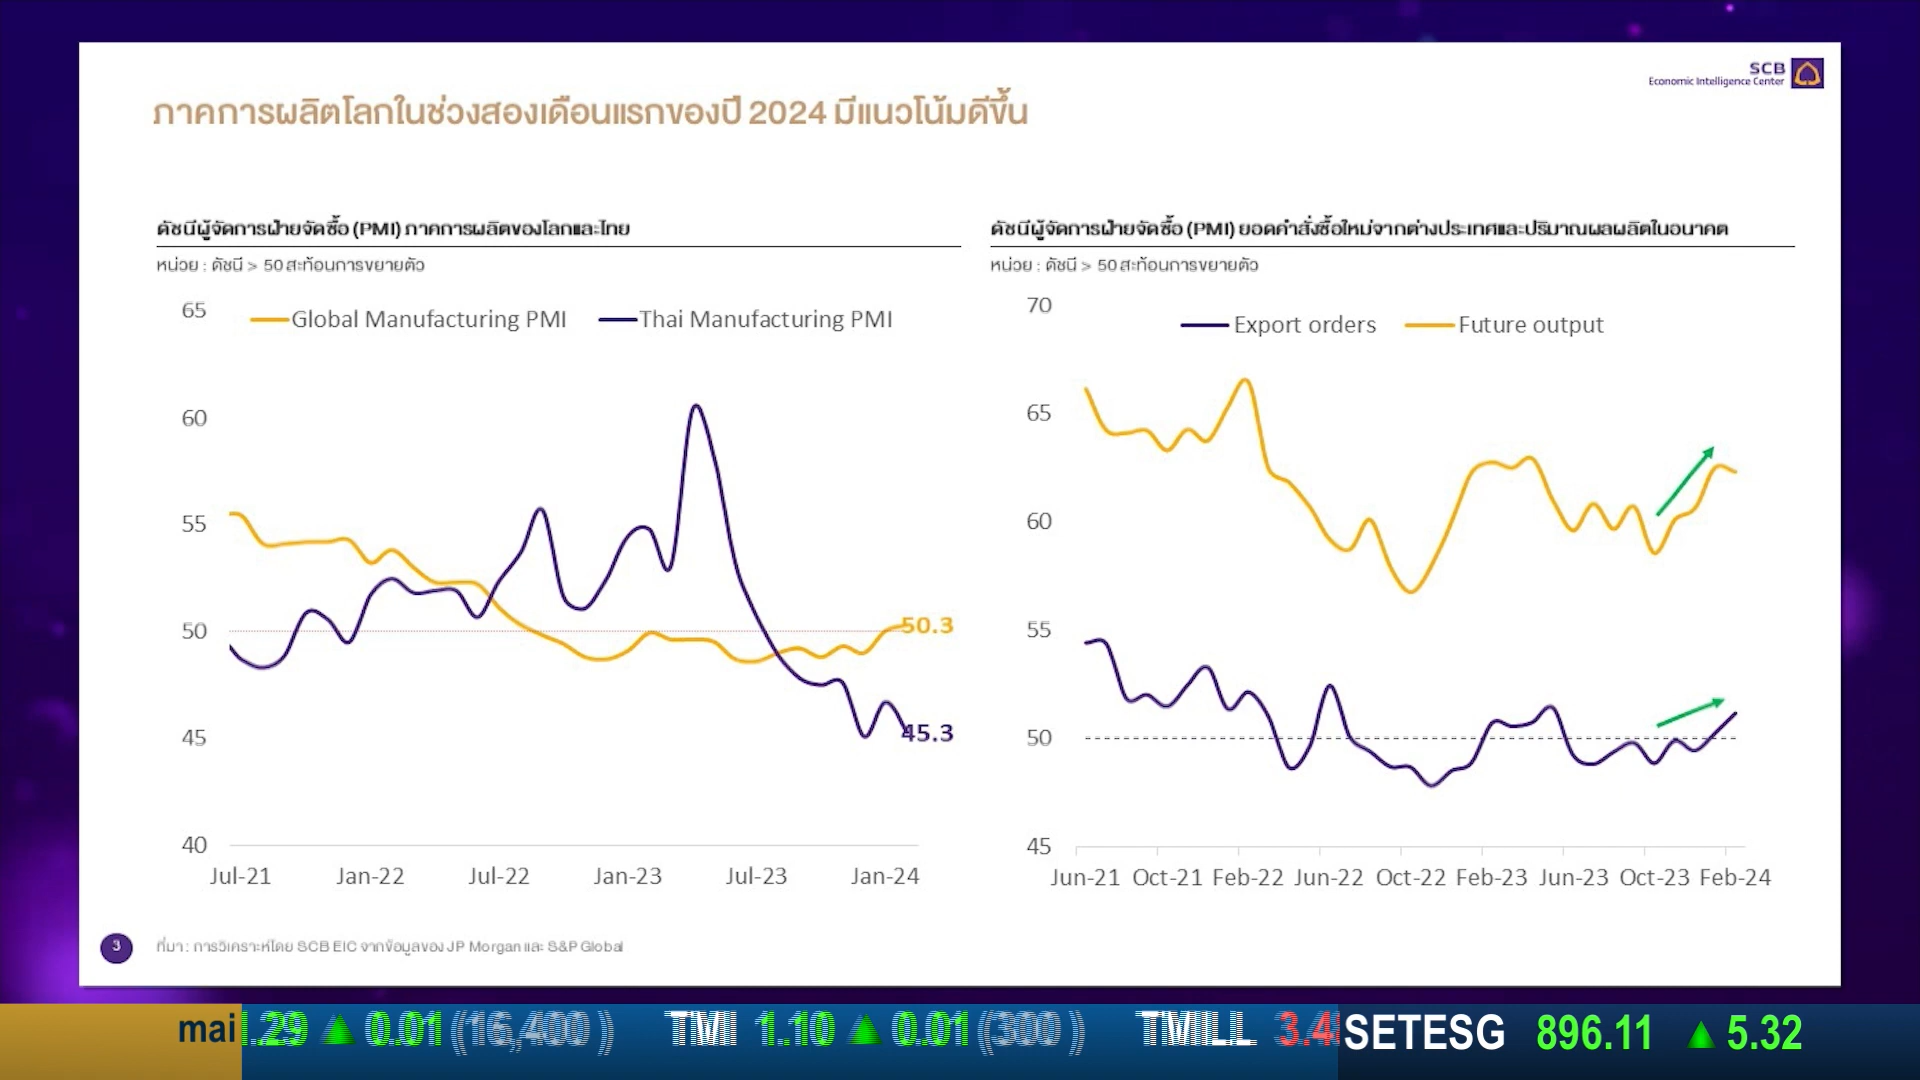 SCB
Economic Intelligence Center
ภาคการผลิตโลกในช่วงสองเดือนแรกของปี 2024 มีแนวโน้มดีขึ้น
ดัชนีผู้จัดการฝ่ายจัดซื้อ (PMI) ภาคการผลิตของโลกและไทย
หน่วย : ดัชนี > 50 สะท้อนการขยายตัว
65
Global Manufacturing PMI
Thai Manufacturing PMI
60
55
50
45
40
50.3
45.3
Jul-21 Jan-22 Jul-22 Jan-23 Jul-23 Jan-24
ดัชนีผู้จัดการฝ่ายจัดซื้อ (PMI) ยอดคำสั่งซื้อใหม่จากต่างประเทศและปริมาณผลผลิตในอนาคต
หน่วย : ดัชนี > 50 สะท้อนการขยายตัว
70
Export orders
Future output
65
60
55
50
45
Jun-21 Oct-21 Feb-22 Jun-22 Oct-22 Feb-23 Jun-23 Oct-23 Feb-24
3
ที่มา : การวิเคราะห์โดย SCB EIC จากข้อมูลของ JP Morgan และ S&P Global
mai 1.29 ▲ 0.01 (16,400) TMI 1.10 ▲ 0.01 (300) TMILL SETESG 896.11 ▲ 5.32